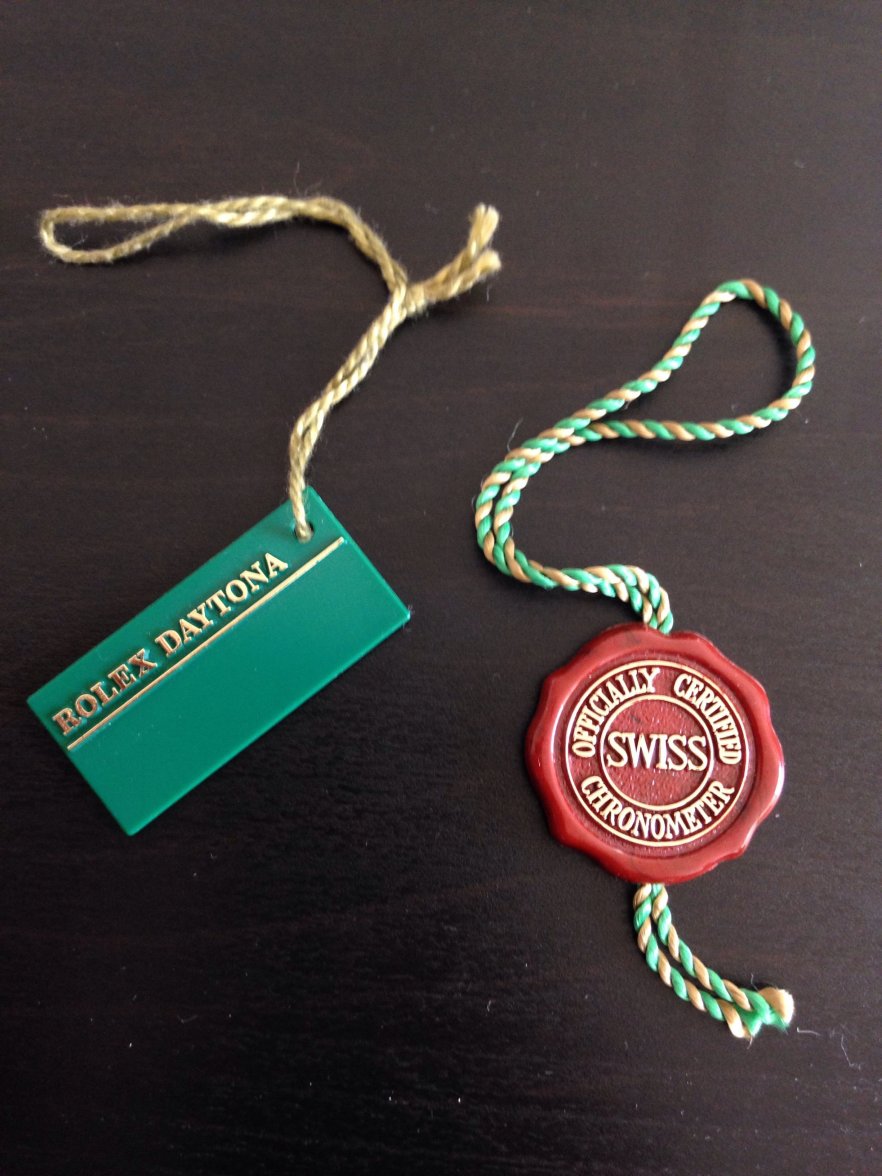 ROLEX DAYTONA
OFFICIALLY CERTIFIED
SWISS
CHRONOMETER